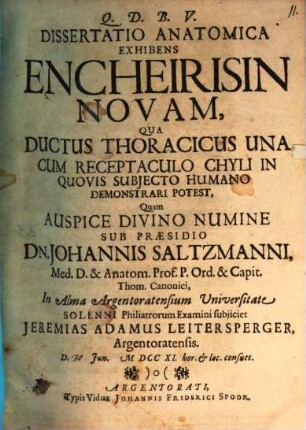 11.
Q. D. B. V.
DISSERTATIO ANATOMICA
EXHIBENS
ENCHEIRISIN
NOVAM,
QUA
DUCTUS THORACICUS UNA
CUM RECEPTACULO CHYLI IN
QUOVIS SUBJECTO HUMANO
DEMONSTRARI POTEST,
Quam
AUSPICE DIVINO NUMINE
SUB PRÆSIDIO
DN. JOHANNIS SALTZMANNI,
Med. D. & Anatom. Prof. P. Ord. & Capit.
Thom. Canonici,
In Alma Argentoratensium Universitate
SOLENNI Philiatrorum Examini subjiciet
JEREMIAS ADAMUS LEITERSPERGER,
Argentoratensis.
D. Jun. M DCC XI. hor. & loc. consuet.
)o(
ARGENTORATI,
Typis Viduæ JOHANNIS FRIDERICI SPOOR.